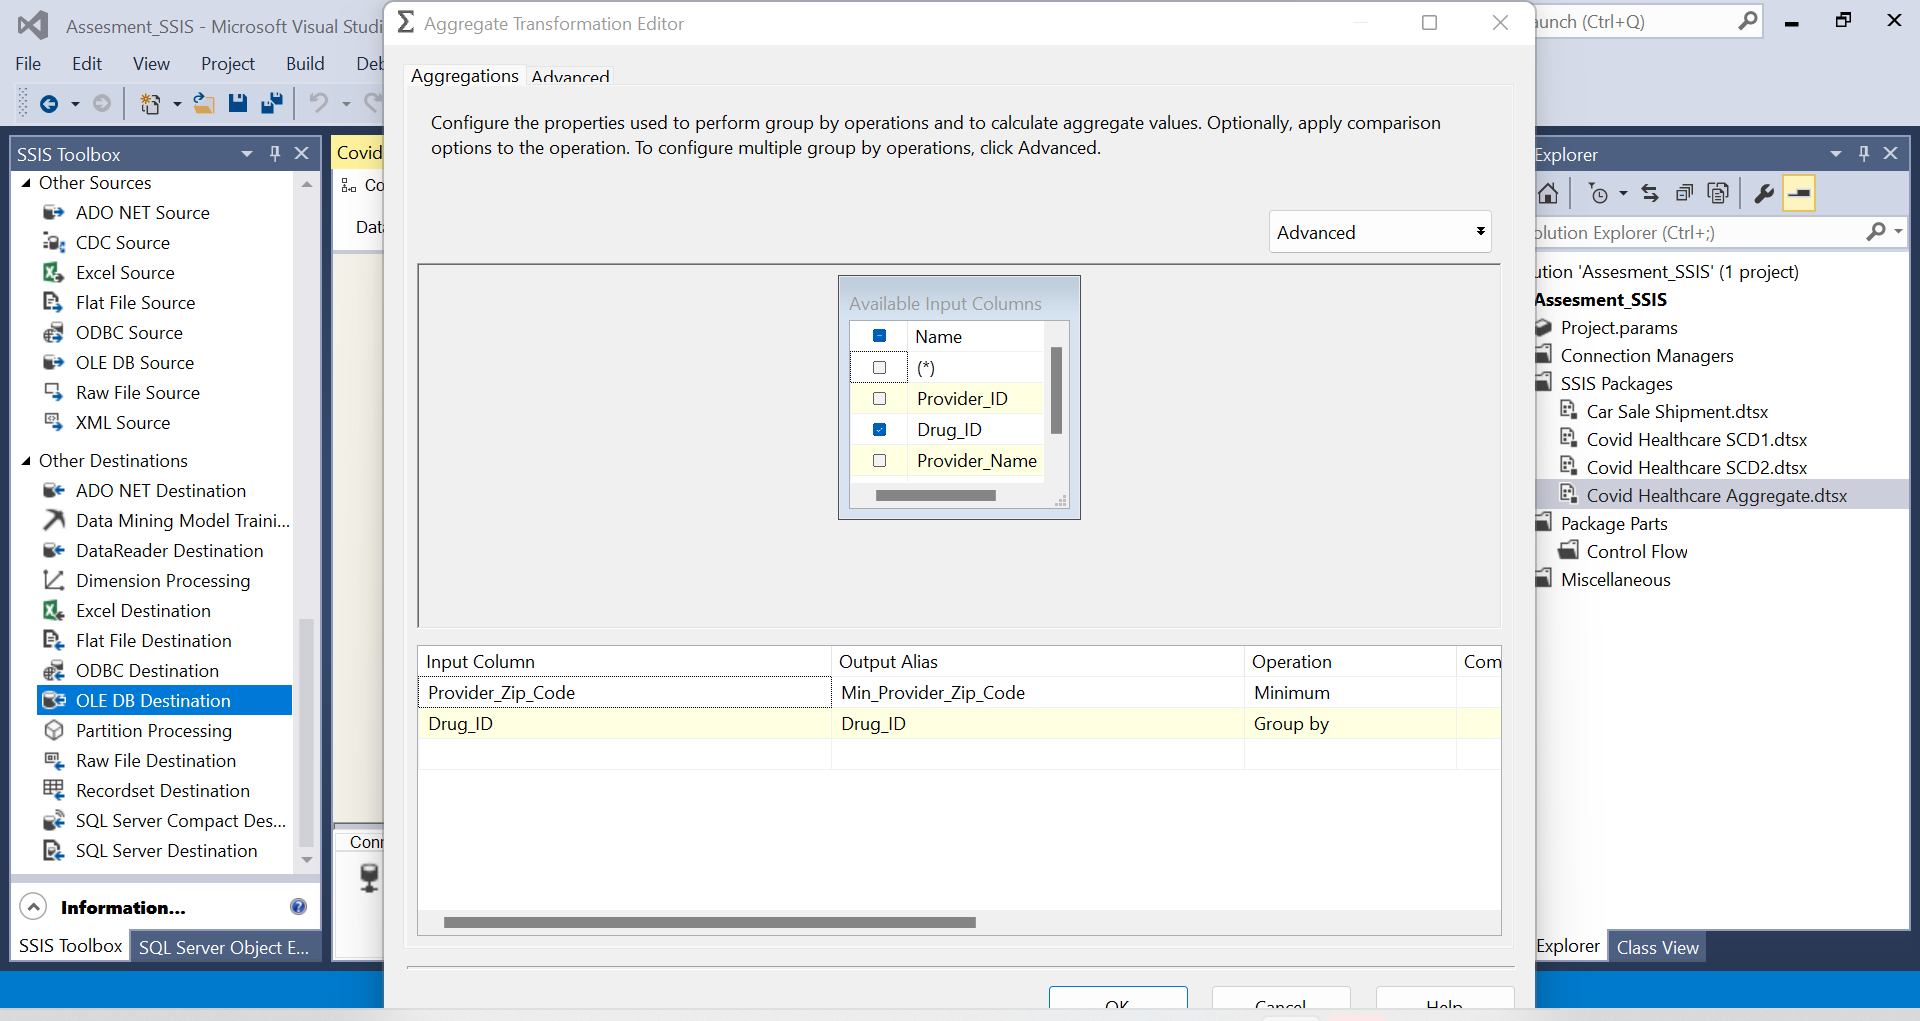 Assesment_SSIS - Microsoft Visual Studi
Aggregate Transformation Editor
aunch (Ctrl+Q)
File Edit View Project Build Deb
SSIS Toolbox
Other Sources
ADO NET Source
CDC Source
Excel Source
Flat File Source
ODBC Source
OLE DB Source
Raw File Source
XML Source
Other Destinations
ADO NET Destination
Data Mining Model Traini...
DataReader Destination
Dimension Processing
Excel Destination
Flat File Destination
ODBC Destination
OLE DB Destination
Partition Processing
Raw File Destination
Recordset Destination
SQL Server Compact Des...
SQL Server Destination
Information...
SSIS Toolbox SQL Server Object E...
Covid
Co
Data
Conn
Aggregations Advanced
Configure the properties used to perform group by operations and to calculate aggregate values. Optionally, apply comparison
options to the operation. To configure multiple group by operations, click Advanced.
Advanced
Available Input Columns
Name
(*)
Provider_ID
Drug_ID
Provider_Name
Input Column Output Alias Operation Com
Provider_Zip_Code Min_Provider_Zip_Code Minimum
Drug_ID Drug_ID Group by
OK Cancel Help
Explorer
olution Explorer (Ctrl+;)
ution 'Assesment_SSIS' (1 project)
Assesment_SSIS
Project.params
Connection Managers
SSIS Packages
Car Sale Shipment.dtsx
Covid Healthcare SCD1.dtsx
Covid Healthcare SCD2.dtsx
Covid Healthcare Aggregate.dtsx
Package Parts
Control Flow
Miscellaneous
Explorer Class View